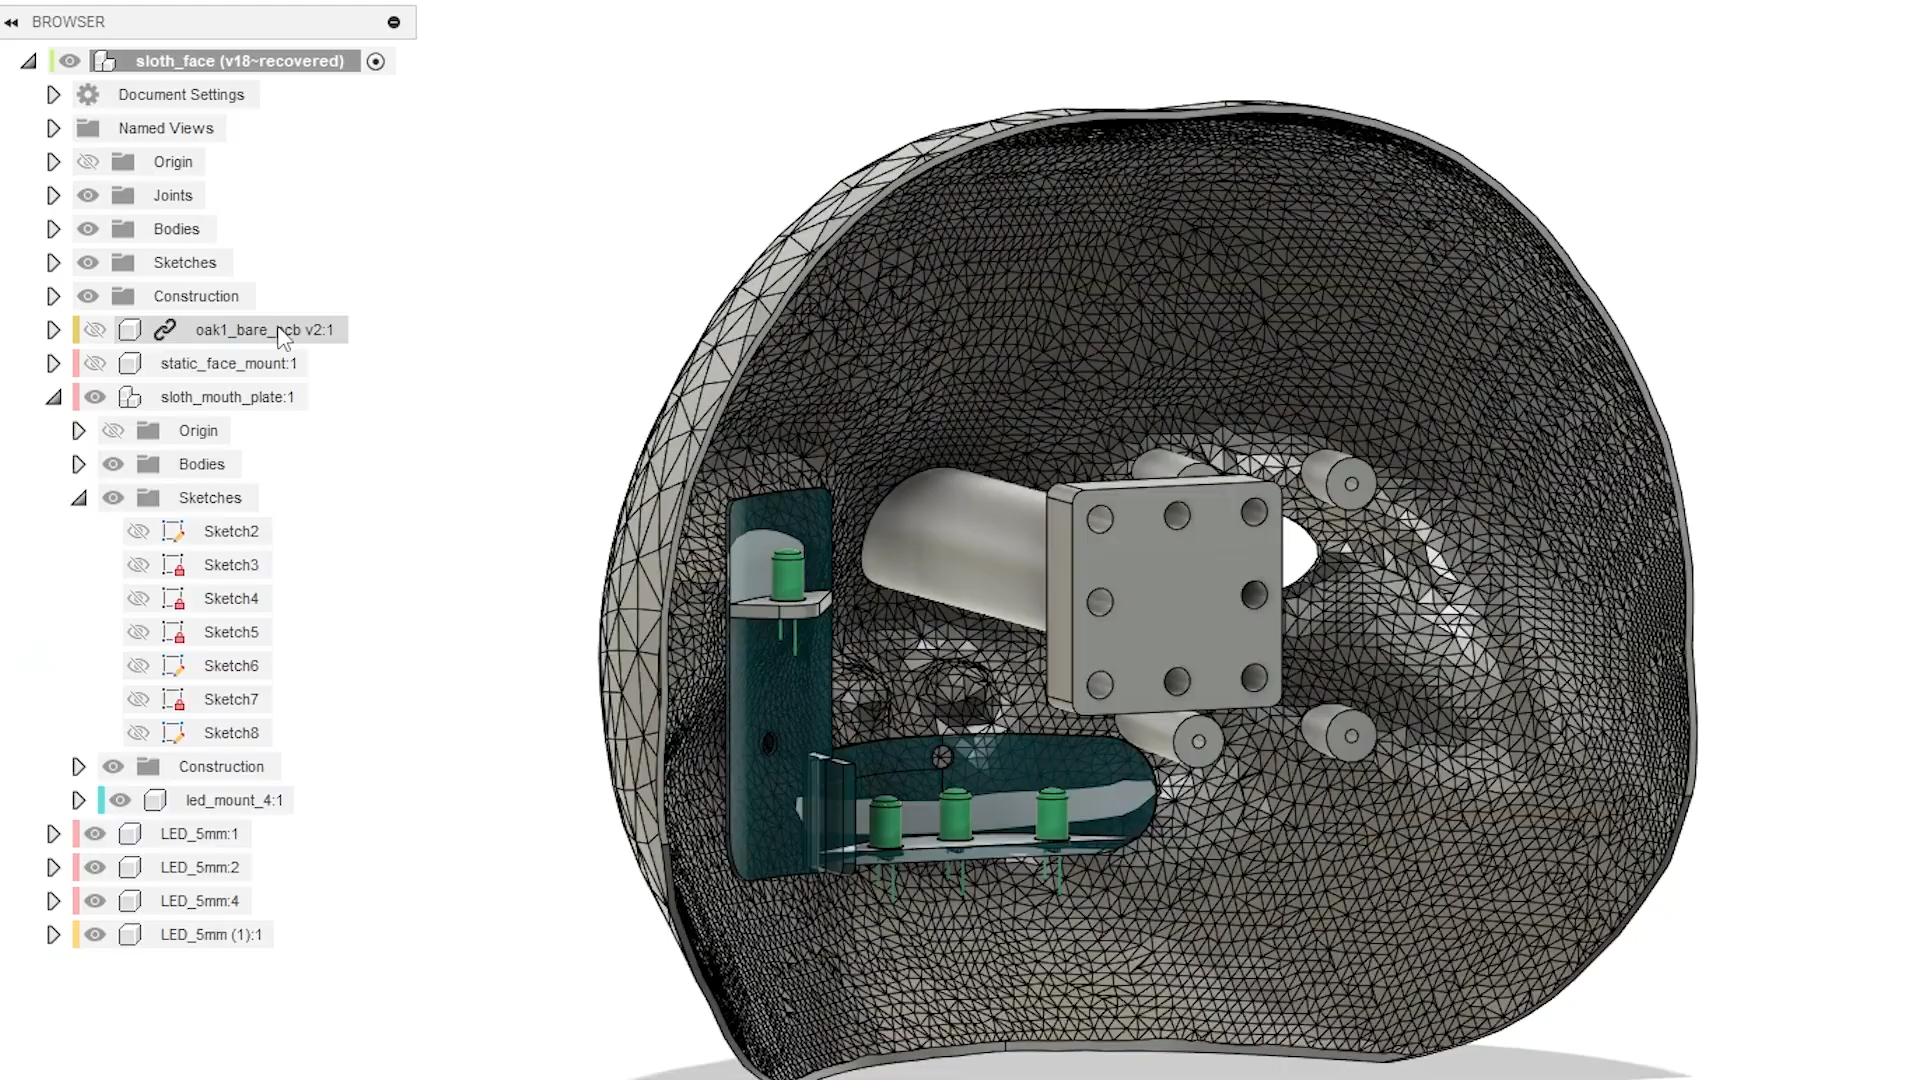 BROWSER
sloth_face (v18~recovered)
Document Settings
Named Views
Origin
Joints
Bodies
Sketches
Construction
oak1_bare_pcb v2:1
static_face_mount:1
sloth_mouth_plate:1
Origin
Bodies
Sketches
Sketch2
Sketch3
Sketch4
Sketch5
Sketch6
Sketch7
Sketch8
Construction
led_mount_4:1
LED_5mm:1
LED_5mm:2
LED_5mm:4
LED_5mm (1):1